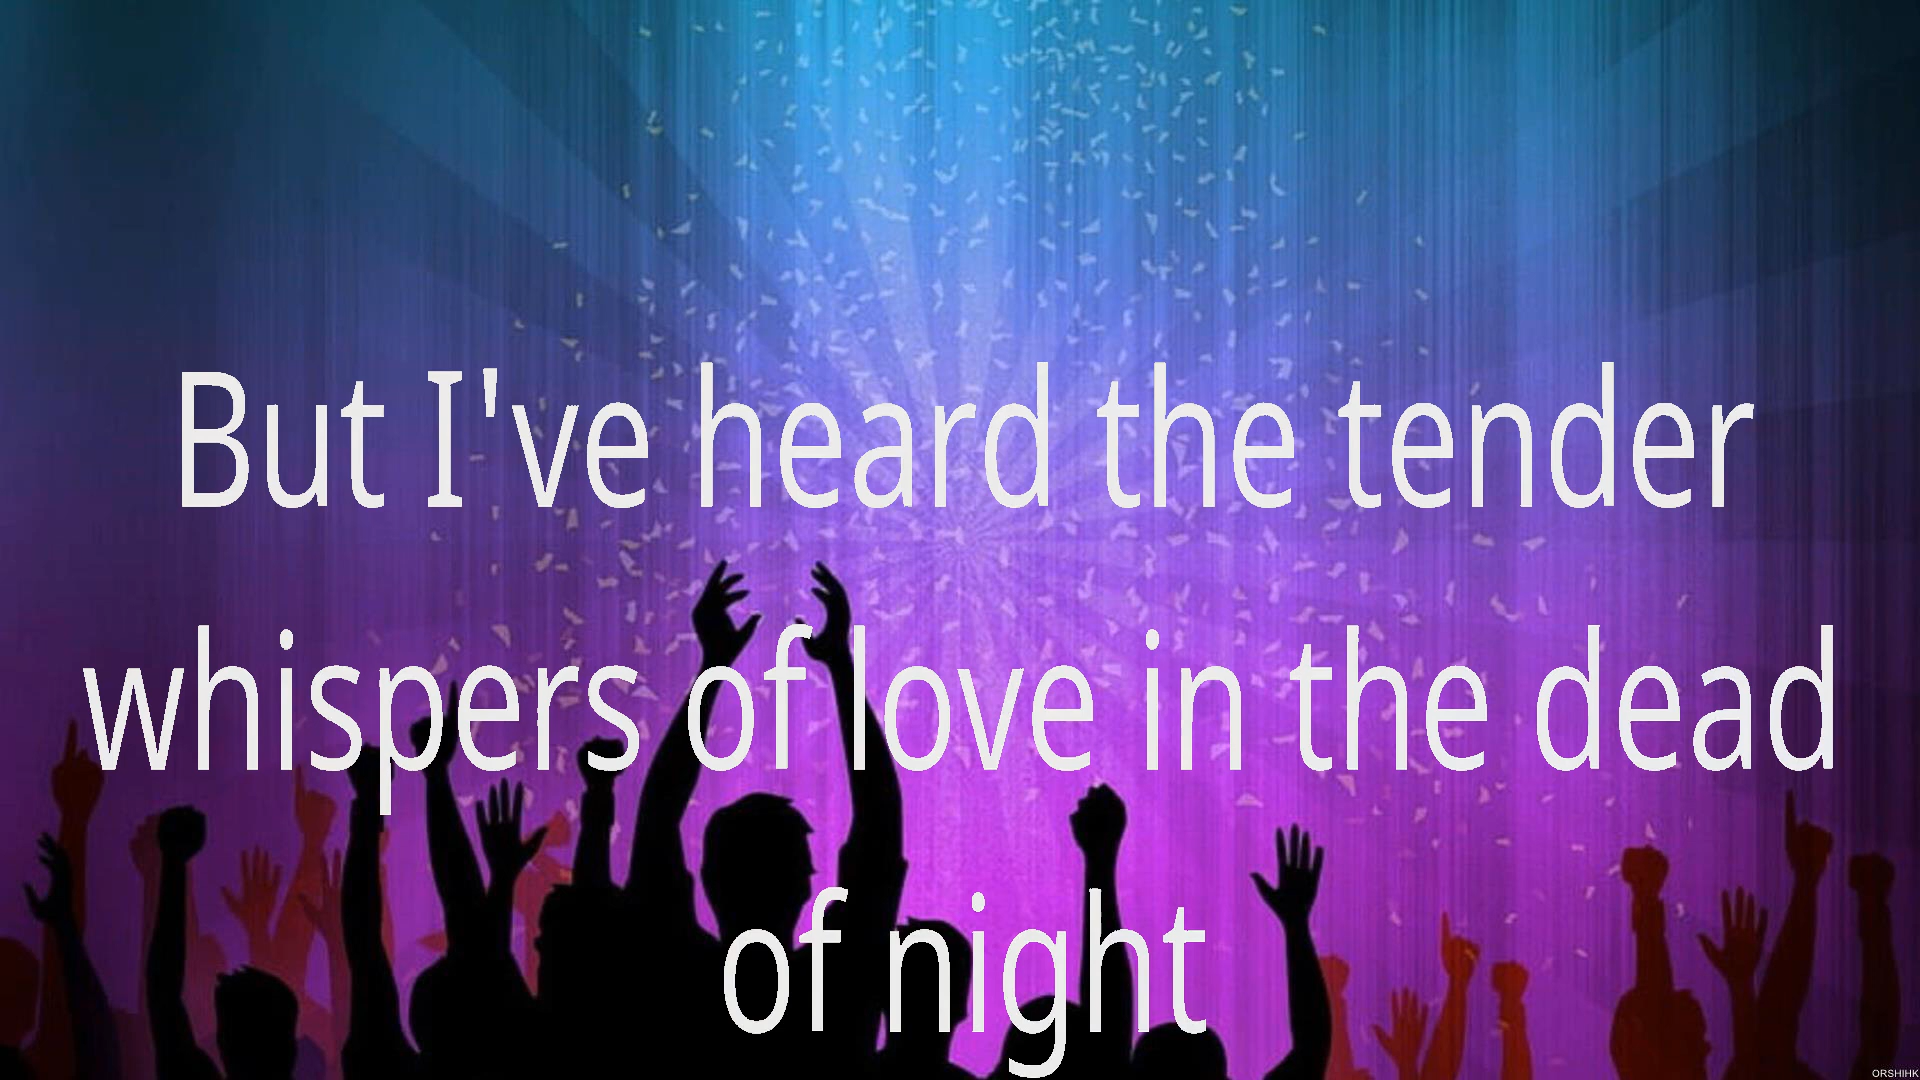 But I've heard the tender
whispers of love in the dead
of night
ORSHIHK